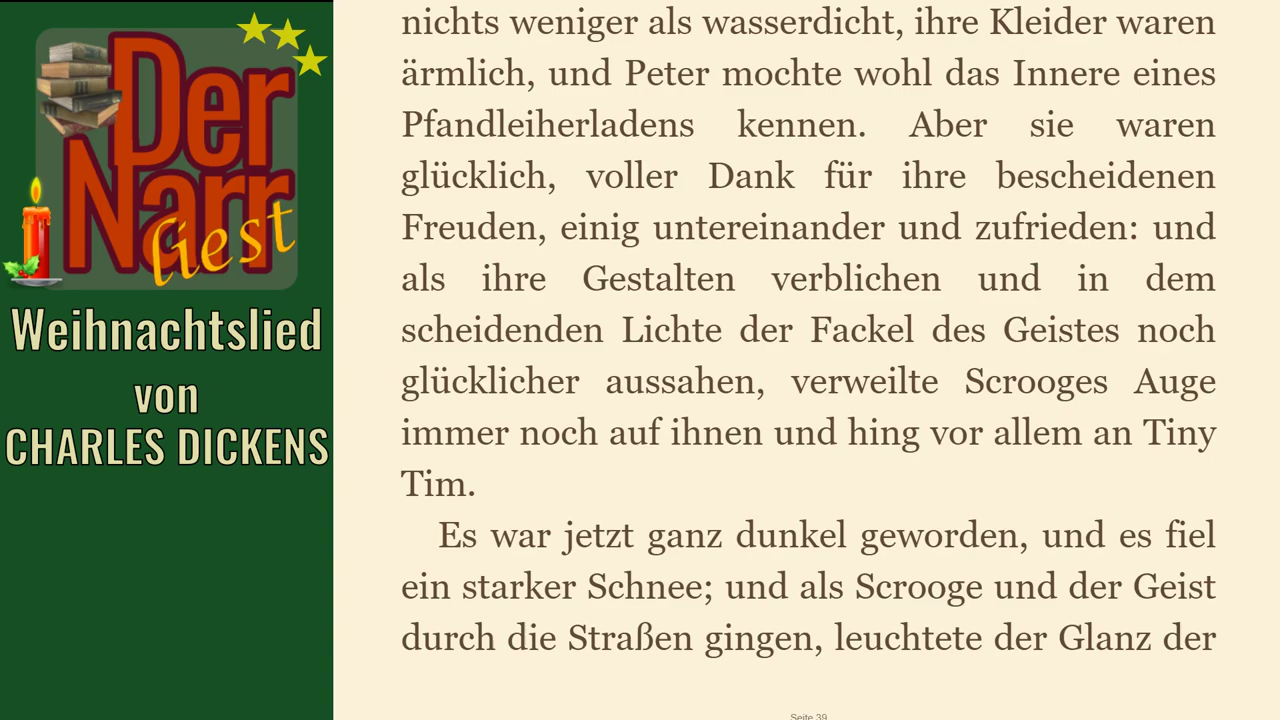 Der
Narr
liest
Weihnachtslied
von
CHARLES DICKENS
nichts weniger als wasserdicht, ihre Kleider waren
ärmlich, und Peter mochte wohl das Innere eines
Pfandleiherladens kennen. Aber sie waren
glücklich, voller Dank für ihre bescheidenen
Freuden, einig untereinander und zufrieden: und
als ihre Gestalten verblichen und in dem
scheidenden Lichte der Fackel des Geistes noch
glücklicher aussahen, verweilte Scrooges Auge
immer noch auf ihnen und hing vor allem an Tiny
Tim.
Es war jetzt ganz dunkel geworden, und es fiel
ein starker Schnee; und als Scrooge und der Geist
durch die Straßen gingen, leuchtete der Glanz der
Seite 39